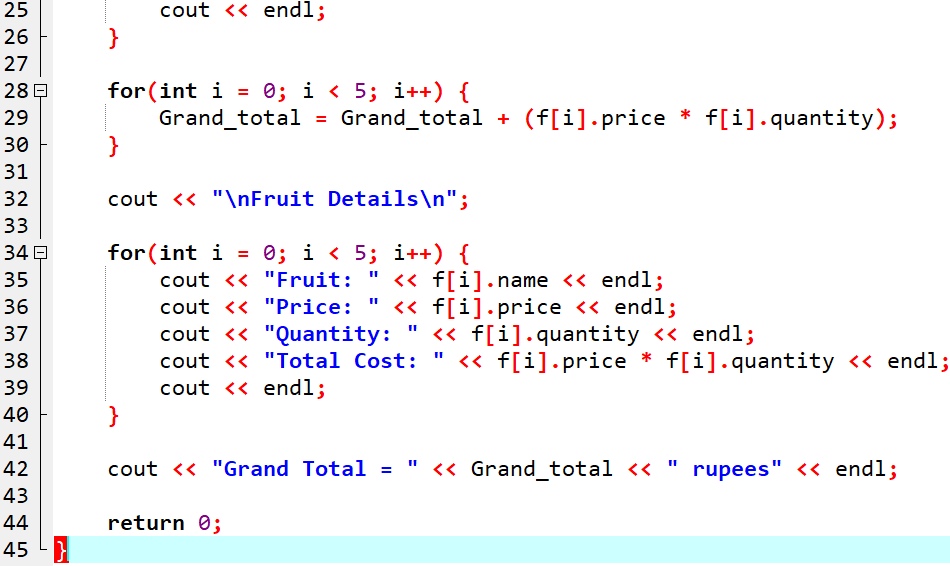 25 cout << endl;
26 }
27
28 for(int i = 0; i < 5; i++) {
29 Grand_total = Grand_total + (f[i].price * f[i].quantity);
30 }
31
32 cout << "\nFruit Details\n";
33
34 for(int i = 0; i < 5; i++) {
35 cout << "Fruit: " << f[i].name << endl;
36 cout << "Price: " << f[i].price << endl;
37 cout << "Quantity: " << f[i].quantity << endl;
38 cout << "Total Cost: " << f[i].price * f[i].quantity << endl;
39 cout << endl;
40 }
41
42 cout << "Grand Total = " << Grand_total << " rupees" << endl;
43
44 return 0;
45 }